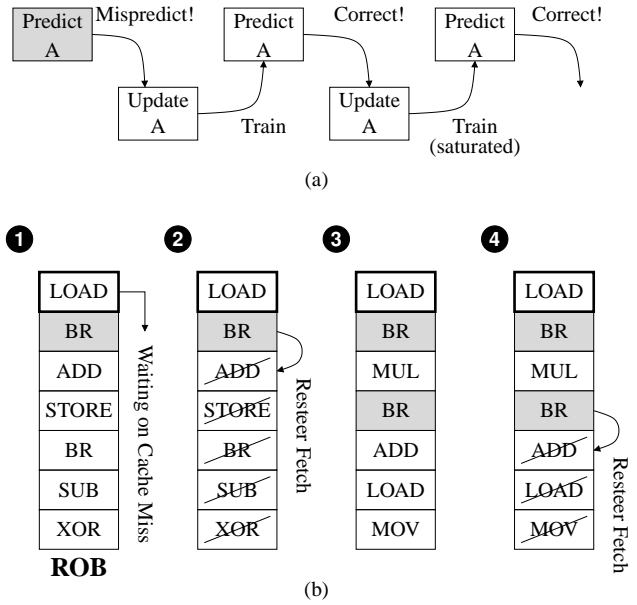 Predict
A
Mispredict!
Update
A
Train
Predict
A
Correct!
Update
A
Train
(saturated)
Predict
A
Correct!
(a)
1
LOAD
BR
ADD
STORE
BR
SUB
XOR
ROB
Waiting on Cache Miss
2
LOAD
BR
ADD
STORE
BR
SUB
XOR
Resteer Fetch
3
LOAD
BR
MUL
BR
ADD
LOAD
MOV
4
LOAD
BR
MUL
BR
ADD
LOAD
MOV
Resteer Fetch
(b)